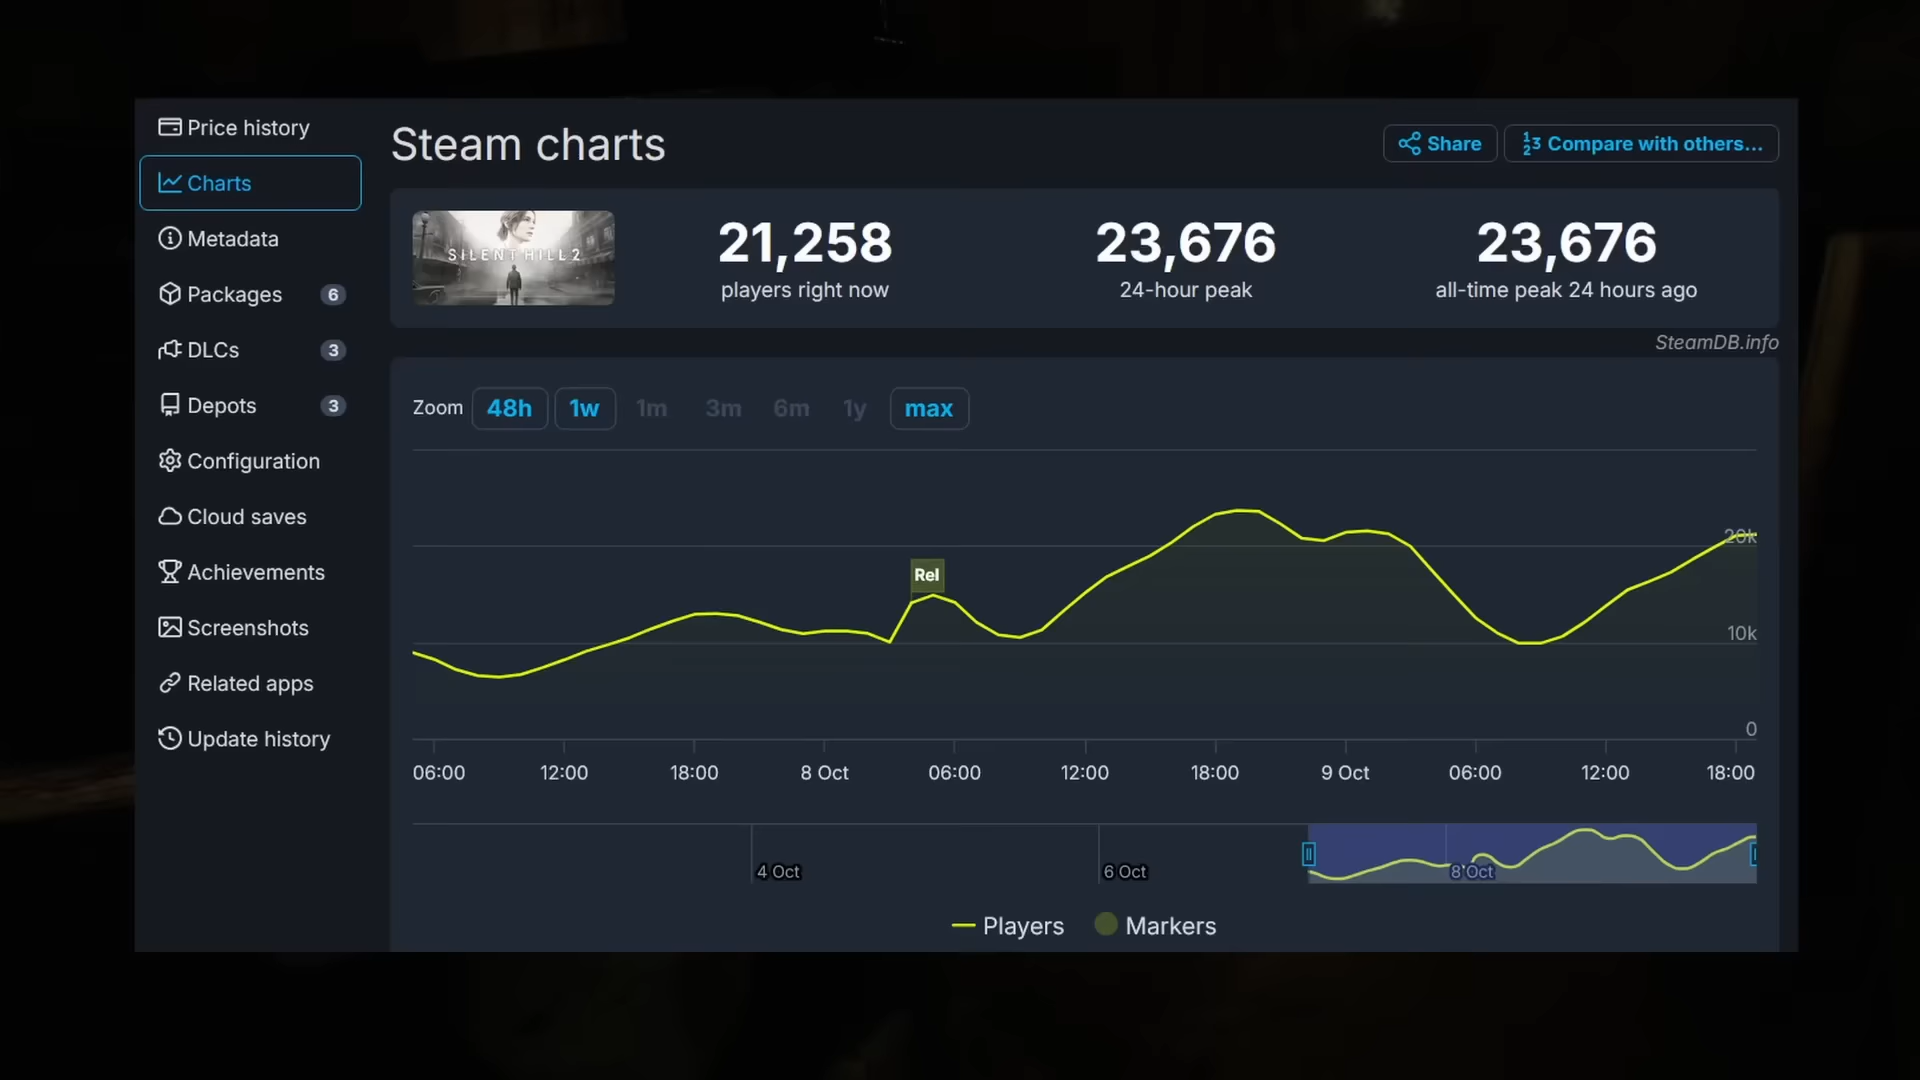 Price history
Charts
Metadata
Packages 6
DLCs 3
Depots 3
Configuration
Cloud saves
Achievements
Screenshots
Related apps
Update history
Steam charts
Share
Compare with others...
SILENT HILL 2
21,258
players right now
23,676
24-hour peak
23,676
all-time peak 24 hours ago
SteamDB.info
Zoom 48h 1w 1m 3m 6m 1y max
20k
Rel
10k
0
06:00 12:00 18:00 8 Oct 06:00 12:00 18:00 9 Oct 06:00 12:00 18:00
4 Oct 6 Oct 8 Oct
Players Markers